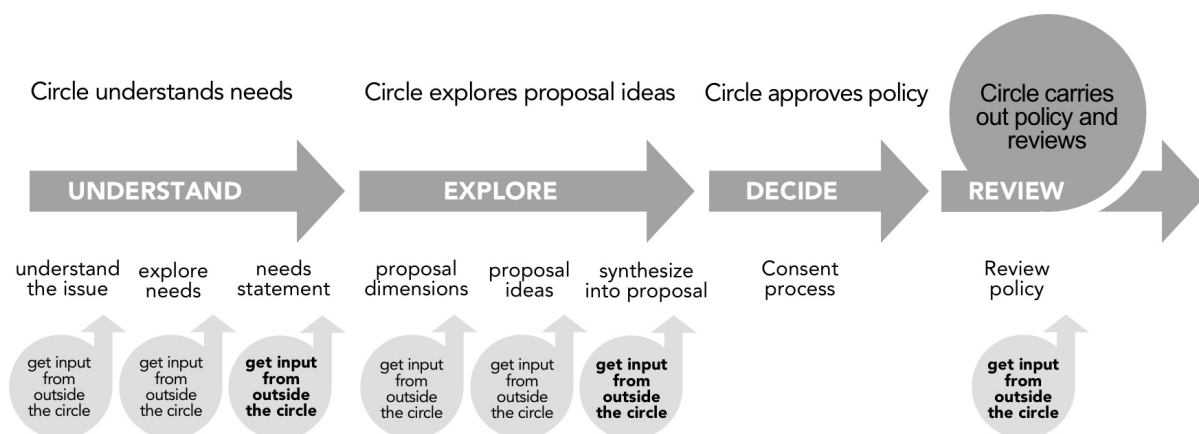 Circle understands needs
Circle explores proposal ideas
Circle approves policy
Circle carries
out policy and
reviews
UNDERSTAND
EXPLORE
DECIDE
REVIEW
understand
the issue
explore
needs
needs
statement
proposal
dimensions
proposal
ideas
synthesize
into proposal
Consent
process
Review
policy
get input
from
outside
the circle
get input
from
outside
the circle
get input
from
outside
the circle
get input
from
outside
the circle
get input
from
outside
the circle
get input
from
outside
the circle
get input
from
outside
the circle